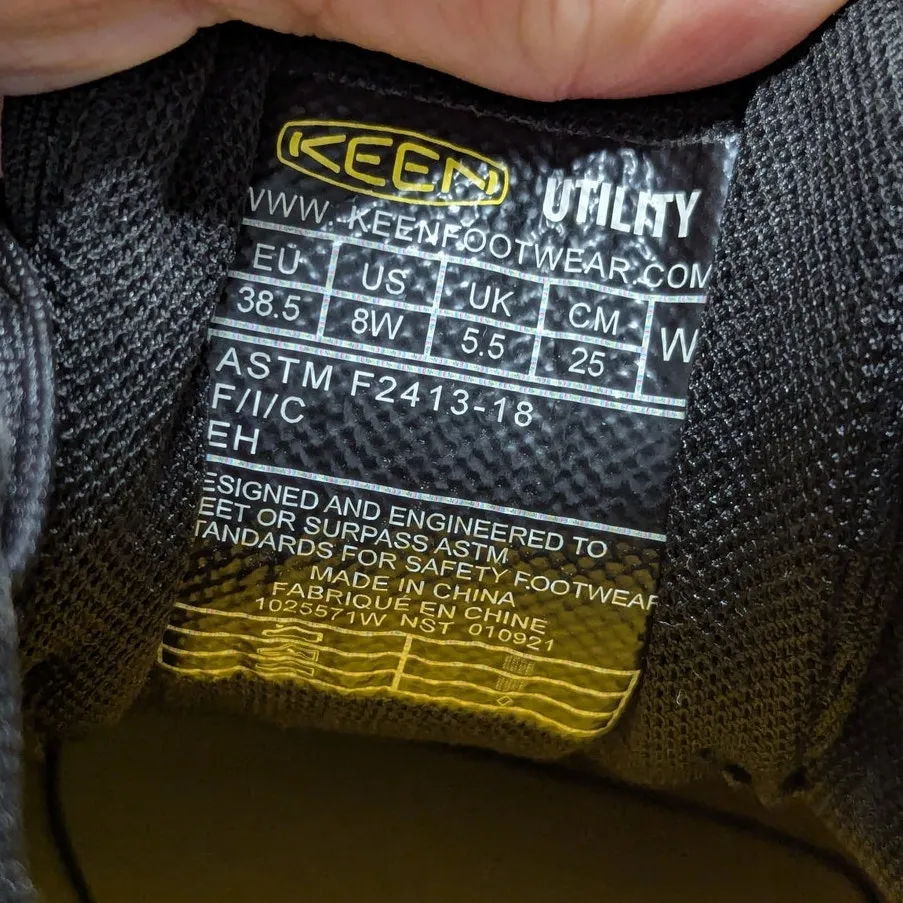 KEEN UTILITY
WWW.KEENFOOTWEAR.COM
EU US UK CM W
38.5 8W 5.5 25
ASTM F2413-18
F/I/C
EH
ESIGNED AND ENGINEERED TO
EET OR SURPASS ASTM
TANDARDS FOR SAFETY FOOTWEAR
MADE IN CHINA
FABRIQUÉ EN CHINE
1025571W NST 010921